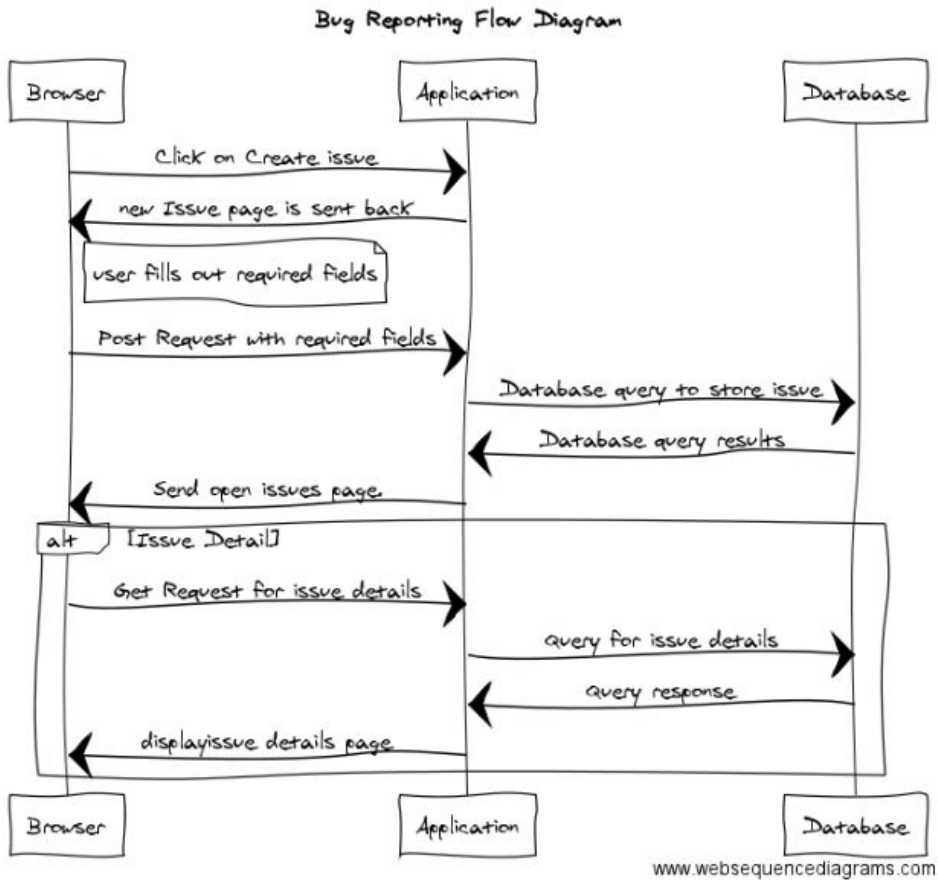 Bug Reporting Flow Diagram
Browser
Application
Database
Click on Create issue
new Issue page is sent back
user fills out required fields
Post Request with required fields
Database query to store issue
Database query results
Send open issues page
alt
[Issue Detail]
Get Request for issue details
Query for issue details
Query response
displayissue details page
Browser
Application
Database
www.websequencediagrams.com